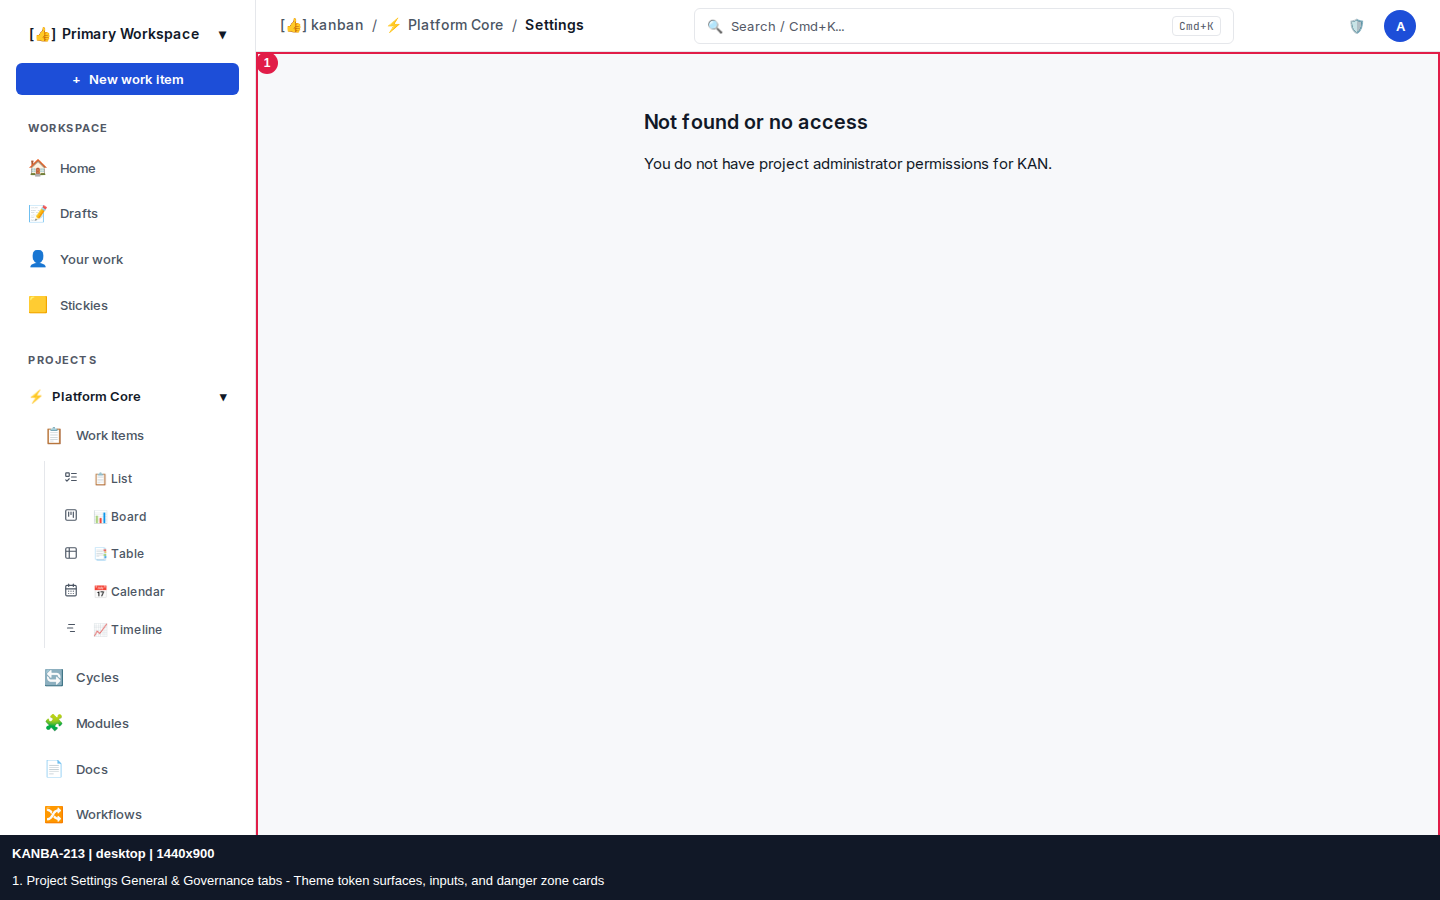 [👍] Primary Workspace ▼
+ New work item
WORKSPACE
🏠 Home
📝 Drafts
👤 Your work
🟨 Stickies
PROJECTS
⚡ Platform Core ▼
📋 Work Items
📋 List
📊 Board
📑 Table
📅 Calendar
📈 Timeline
🔄 Cycles
🧩 Modules
📄 Docs
🔀 Workflows
[👍] kanban / ⚡ Platform Core / Settings
🔍 Search / Cmd+K...
Cmd+K
🛡️
A
1
Not found or no access
You do not have project administrator permissions for KAN.
KANBA-213 | desktop | 1440x900
1. Project Settings General & Governance tabs - Theme token surfaces, inputs, and danger zone cards